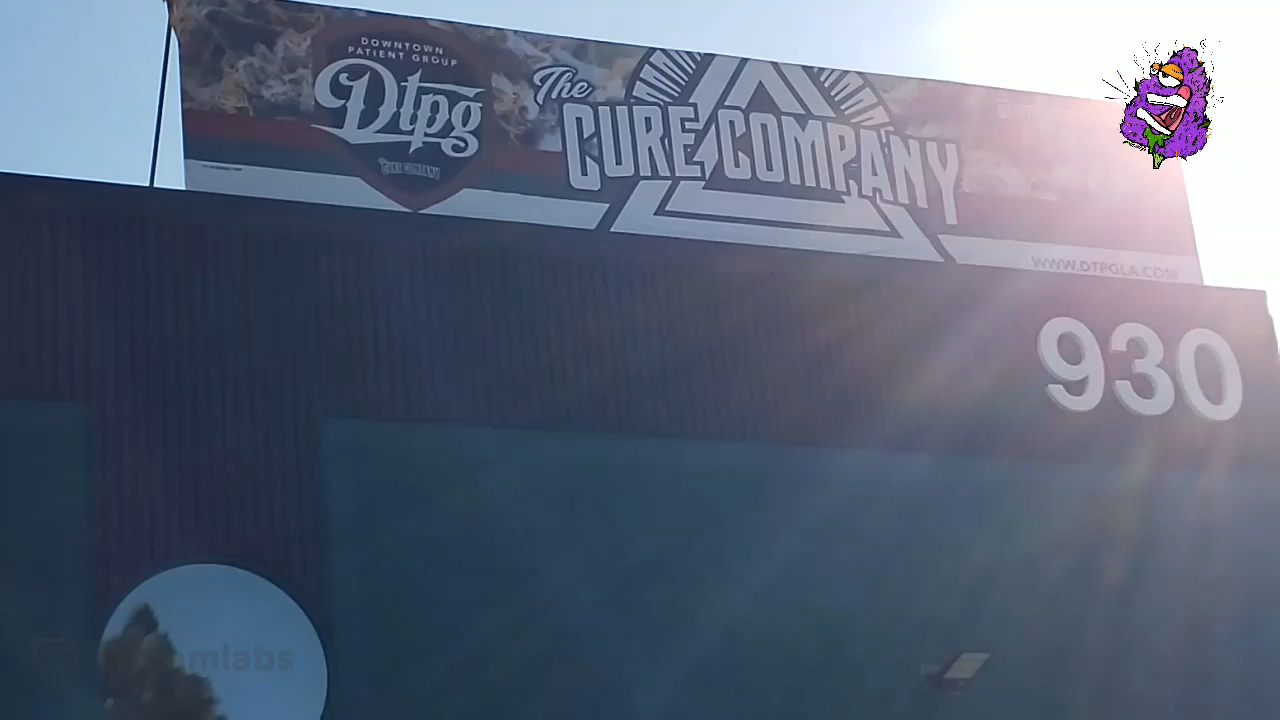 DOWNTOWN
PATIENT GROUP
Dtpg
The
CURE COMPANY
WWW.DTPGLA.COM
930